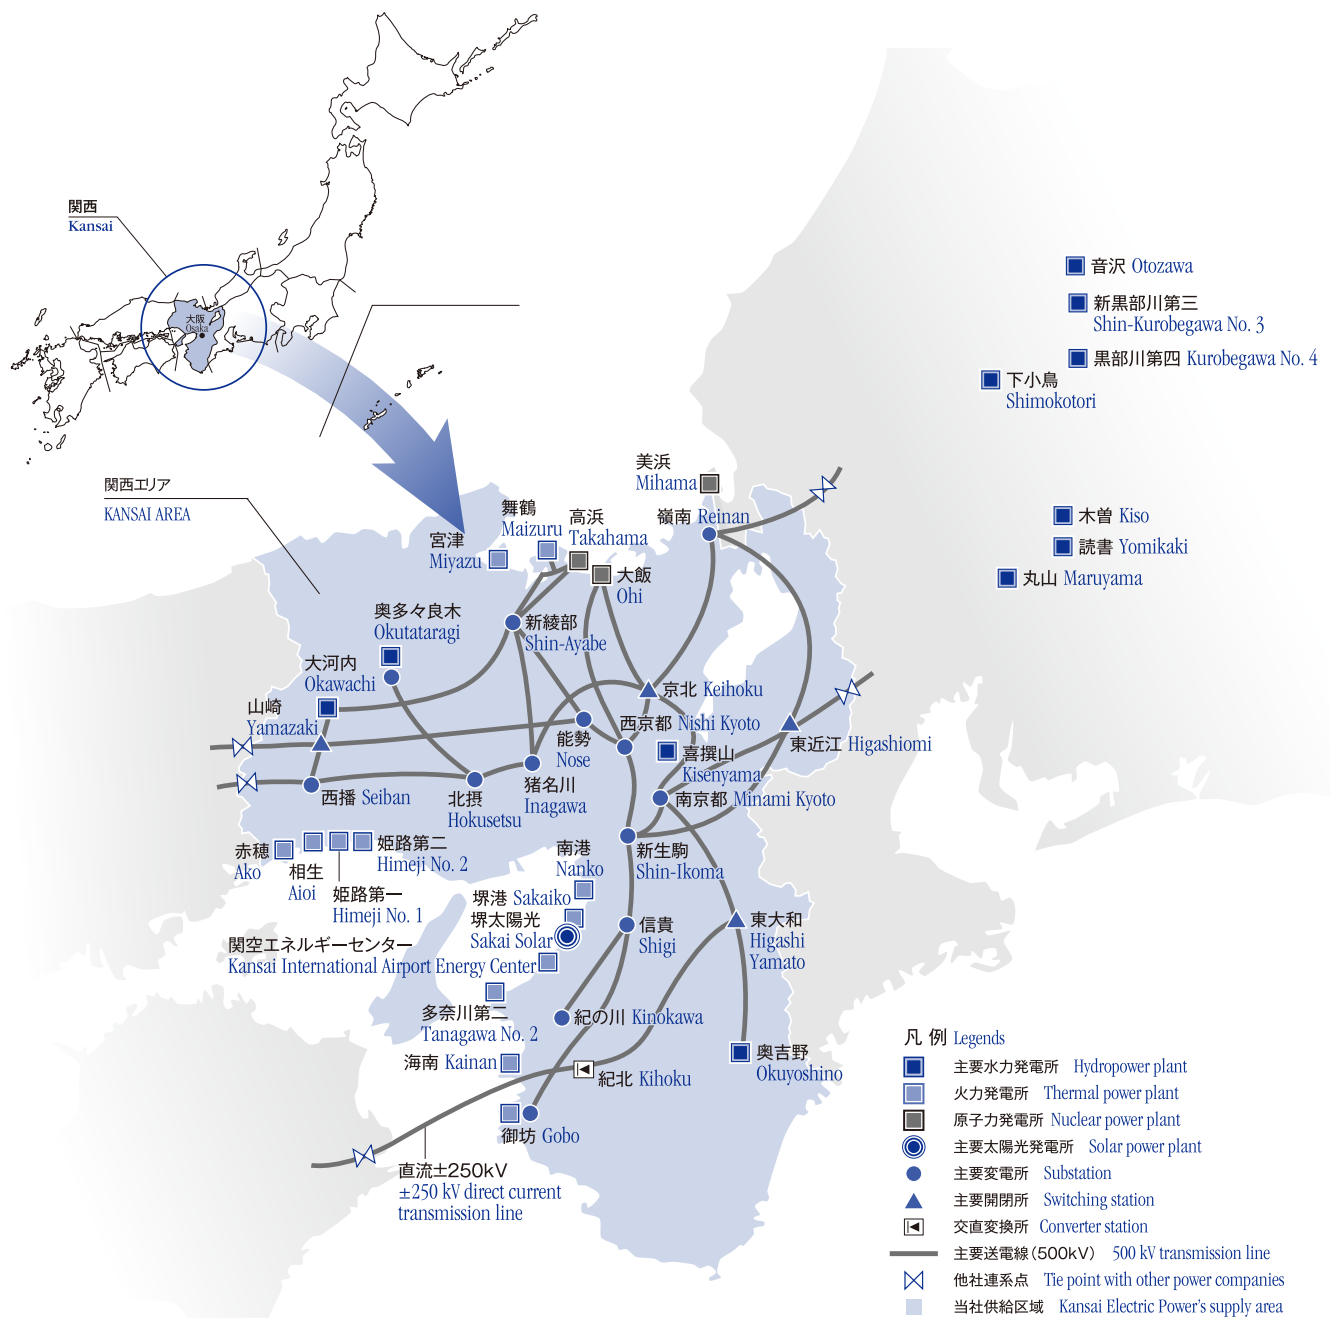 関西
Kansai
大阪
Osaka
関西エリア
KANSAI AREA
音沢 Otozawa
新黒部川第三
Shin-Kurobegawa No. 3
黒部川第四 Kurobegawa No. 4
下小鳥
Shimokotori
木曽 Kiso
読書 Yomikaki
丸山 Maruyama
美浜
Mihama
嶺南 Reinan
舞鶴
Maizuru
高浜
Takahama
宮津
Miyazu
大飯
Ohi
新綾部
Shin-Ayabe
奥多々良木
Okutataragi
大河内
Okawachi
山崎
Yamazaki
京北 Keihoku
西京都 Nishi Kyoto
能勢
Nose
喜撰山
Kisenyama
東近江 Higashiomi
西播 Seiban
北摂
Hokusetsu
猪名川
Inagawa
南京都 Minami Kyoto
赤穂
Ako
相生
Aioi
姫路第二
Himeji No. 2
姫路第一
Himeji No. 1
新生駒
Shin-Ikoma
南港
Nanko
堺港 Sakaiko
堺太陽光
Sakai Solar
関空エネルギーセンター
Kansai International Airport Energy Center
信貴
Shigi
東大和
Higashi
Yamato
多奈川第二
Tanagawa No. 2
紀の川 Kinokawa
海南 Kainan
紀北 Kihoku
奥吉野
Okuyoshino
御坊 Gobo
直流±250kV
±250 kV direct current
transmission line
凡 例 Legends
主要水力発電所 Hydropower plant
火力発電所 Thermal power plant
原子力発電所 Nuclear power plant
主要太陽光発電所 Solar power plant
主要変電所 Substation
主要開閉所 Switching station
交直変換所 Converter station
主要送電線(500kV) 500 kV transmission line
他社連系点 Tie point with other power companies
当社供給区域 Kansai Electric Power's supply area